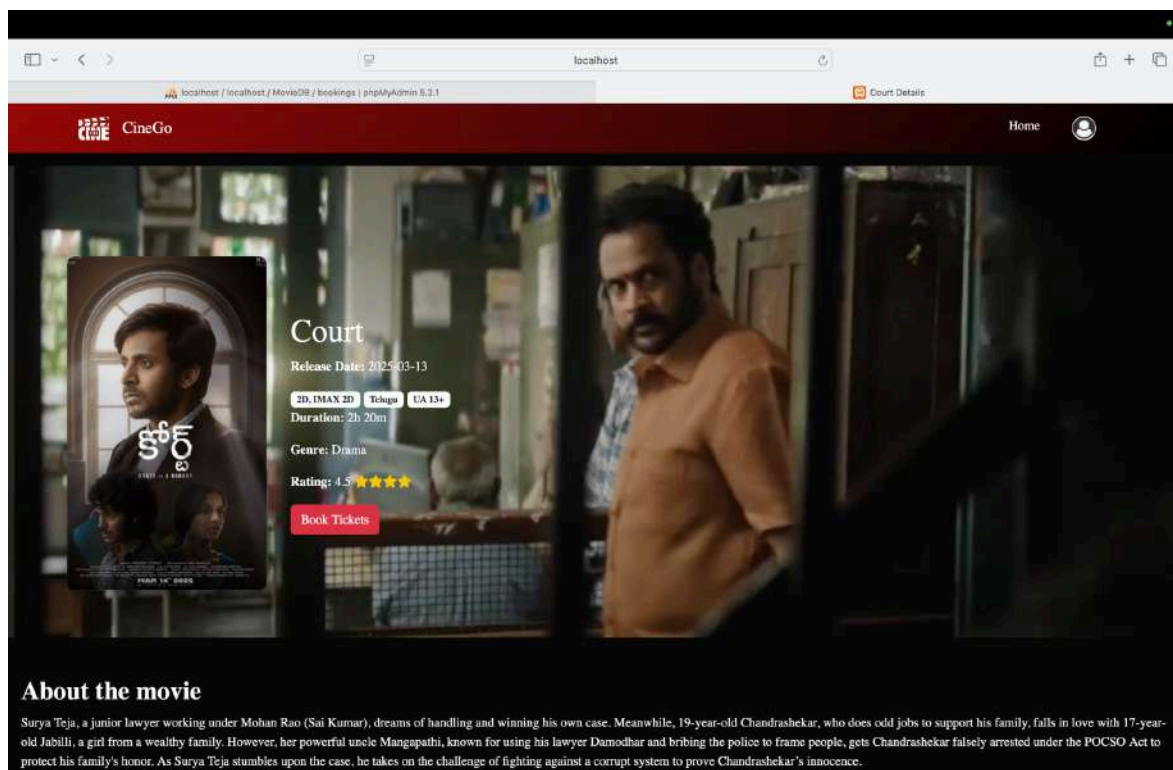 localhost
localhost / localhost / MovieDB / bookings | phpMyAdmin 5.2.1
Court Details
CINE
CineGo
Home
Court
Release Date: 2025-03-13
2D, IMAX 2D
Telugu
UA 13+
Duration: 2h 20m
Genre: Drama
Rating: 4.5
Book Tickets
కోర్ట్
MAR 14th 2025
About the movie
Surya Teja, a junior lawyer working under Mohan Rao (Sai Kumar), dreams of handling and winning his own case. Meanwhile, 19-year-old Chandrashekar, who does odd jobs to support his family, falls in love with 17-year-
old Jabilli, a girl from a wealthy family. However, her powerful uncle Mangapathi, known for using his lawyer Damodhar and bribing the police to frame people, gets Chandrashekar falsely arrested under the POCSO Act to
protect his family's honor. As Surya Teja stumbles upon the case, he takes on the challenge of fighting against a corrupt system to prove Chandrashekar's innocence.